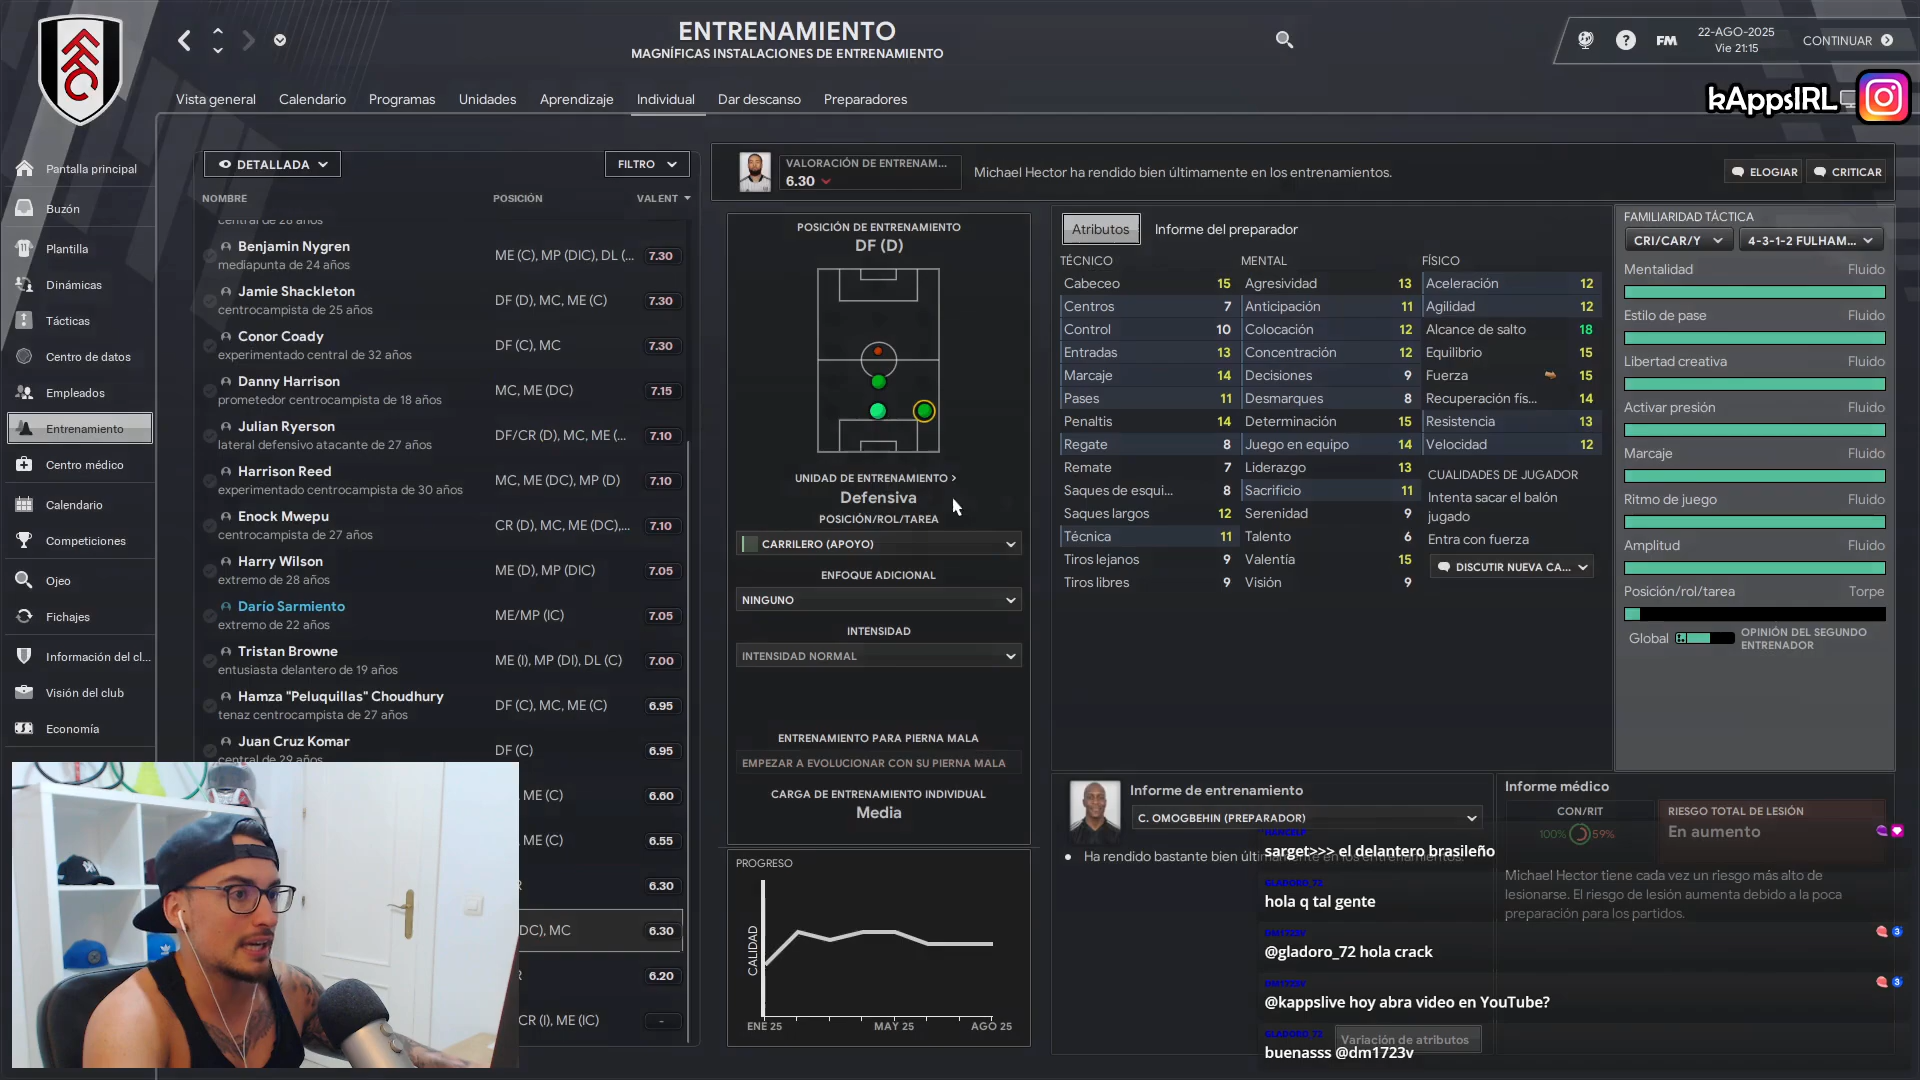 ENTRENAMIENTO
MAGNÍFICAS INSTALACIONES DE ENTRENAMIENTO
22-AGO-2025
Vie 21:15
FM
CONTINUAR
kAppsIRL
Vista general
Calendario
Programas
Unidades
Aprendizaje
Individual
Dar descanso
Preparadores
Pantalla principal
Buzón
Plantilla
Dinámicas
Tácticas
Centro de datos
Empleados
Entrenamiento
Centro médico
Calendario
Competiciones
Ojeo
Fichajes
Información del cl...
Visión del club
Economía
DETALLADA
FILTRO
NOMBRE POSICIÓN VALENT
central de 28 años
Benjamin Nygren ME (C), MP (DIC), DL (... 7.30
mediapunta de 24 años
Jamie Shackleton DF (D), MC, ME (C) 7.30
centrocampista de 25 años
Conor Coady DF (C), MC 7.30
experimentado central de 32 años
Danny Harrison MC, ME (DC) 7.15
prometedor centrocampista de 18 años
Julian Ryerson DF/CR (D), MC, ME (... 7.10
lateral defensivo atacante de 27 años
Harrison Reed MC, ME (DC), MP (D) 7.10
experimentado centrocampista de 30 años
Enock Mwepu CR (D), MC, ME (DC),... 7.10
centrocampista de 27 años
Harry Wilson ME (D), MP (DIC) 7.05
extremo de 28 años
Darío Sarmiento ME/MP (IC) 7.05
extremo de 22 años
Tristan Browne ME (I), MP (DI), DL (C) 7.00
entusiasta delantero de 19 años
Hamza "Peluquillas" Choudhury DF (C), MC, ME (C) 6.95
tenaz centrocampista de 27 años
Juan Cruz Komar DF (C) 6.95
central de 29 años
ME (C) 6.60
ME (C) 6.55
6.30
DC), MC 6.30
6.20
CR (I), ME (IC) -
VALORACIÓN DE ENTRENAM...
6.30
Michael Hector ha rendido bien últimamente en los entrenamientos.
ELOGIAR
CRITICAR
POSICIÓN DE ENTRENAMIENTO
DF (D)
UNIDAD DE ENTRENAMIENTO >
Defensiva
POSICIÓN/ROL/TAREA
CARRILERO (APOYO)
ENFOQUE ADICIONAL
NINGUNO
INTENSIDAD
INTENSIDAD NORMAL
ENTRENAMIENTO PARA PIERNA MALA
EMPEZAR A EVOLUCIONAR CON SU PIERNA MALA
CARGA DE ENTRENAMIENTO INDIVIDUAL
Media
PROGRESO
CALIDAD
ENE 25 MAY 25 AGO 25
Atributos
Informe del preparador
TÉCNICO MENTAL FÍSICO
Cabeceo 15 Agresividad 13 Aceleración 12
Centros 7 Anticipación 11 Agilidad 12
Control 10 Colocación 12 Alcance de salto 18
Entradas 13 Concentración 12 Equilibrio 15
Marcaje 14 Decisiones 9 Fuerza 15
Pases 11 Desmarques 8 Recuperación fís... 14
Penaltis 14 Determinación 15 Resistencia 13
Regate 8 Juego en equipo 14 Velocidad 12
Remate 7 Liderazgo 13
Saques de esqui... 8 Sacrificio 11
Saques largos 12 Serenidad 9
Técnica 11 Talento 6
Tiros lejanos 9 Valentía 15
Tiros libres 9 Visión 9
CUALIDADES DE JUGADOR
Intenta sacar el balón
jugado
Entra con fuerza
DISCUTIR NUEVA CA...
FAMILIARIDAD TÁCTICA
CRI/CAR/Y
4-3-1-2 FULHAM...
Mentalidad Fluido
Estilo de pase Fluido
Libertad creativa Fluido
Activar presión Fluido
Marcaje Fluido
Ritmo de juego Fluido
Amplitud Fluido
Posición/rol/tarea Torpe
Global
OPINIÓN DEL SEGUNDO
ENTRENADOR
Informe de entrenamiento
C. OMOGBEHIN (PREPARADOR)
Ha rendido bastante bien últimamente en los entrenamientos.
Informe médico
CON/RIT
100% 59%
RIESGO TOTAL DE LESIÓN
En aumento
Michael Hector tiene cada vez un riesgo más alto de
lesionarse. El riesgo de lesión aumenta debido a la poca
preparación para los partidos.
Variación de atributos
sarget>>> el delantero brasileño
GLADORO_72
hola q tal gente
DM1723V
@gladoro_72 hola crack
DM1723V
@kappslive hoy abra video en YouTube?
GLADORO_72
buenasss @dm1723v